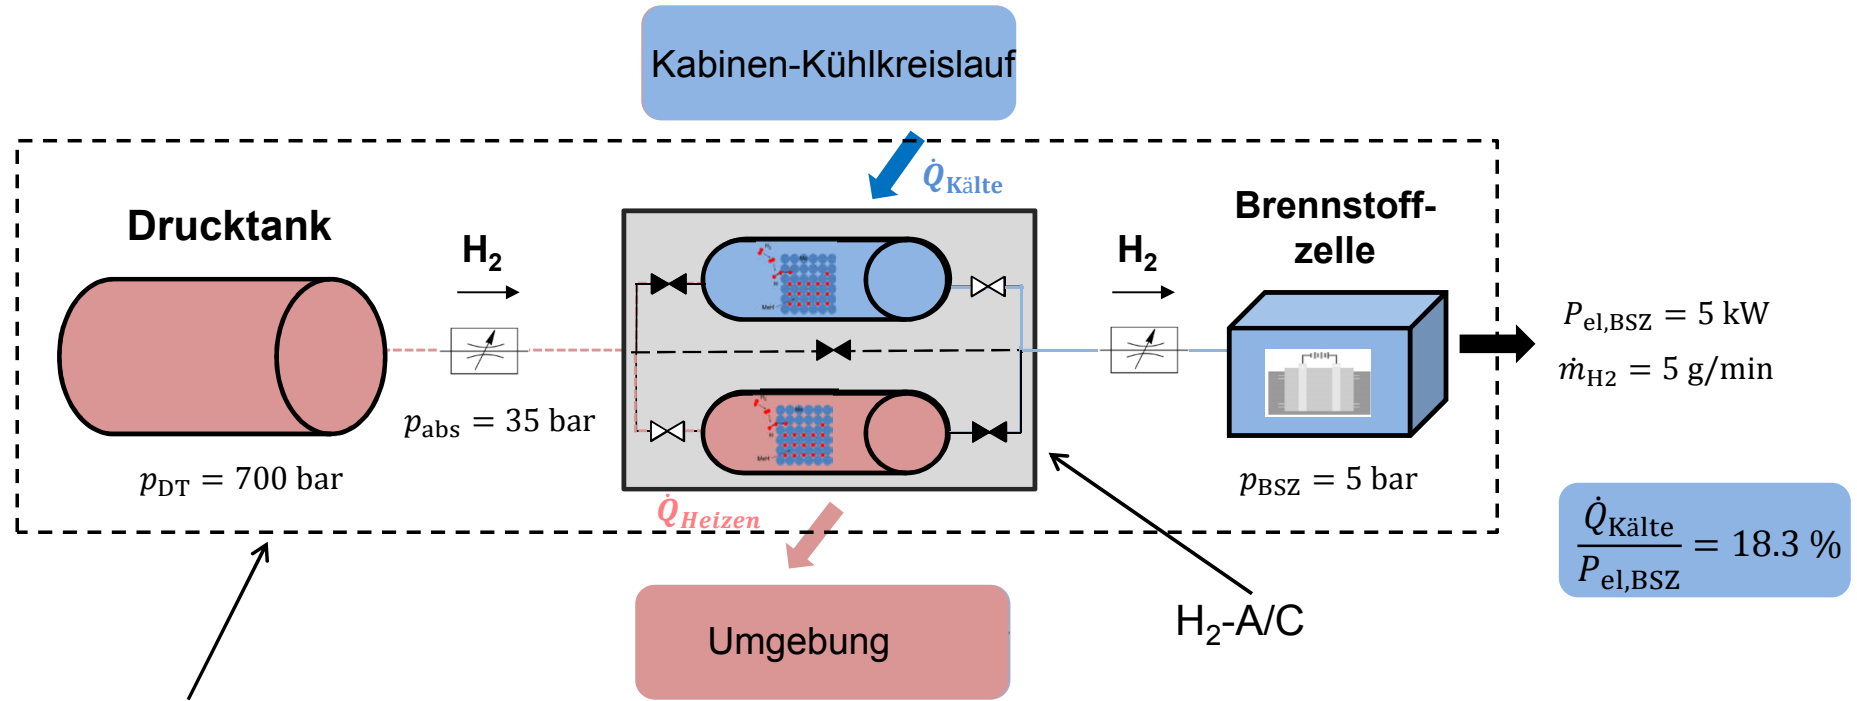 Kabinen-Kühlkreislauf
Q̇Kälte
Drucktank
H2
H2
Brennstoff-
zelle
pabs = 35 bar
pDT = 700 bar
pBSZ = 5 bar
Pel,BSZ = 5 kW
ṁH2 = 5 g/min
Q̇Kälte / Pel,BSZ = 18.3 %
Q̇Heizen
Umgebung
H2-A/C